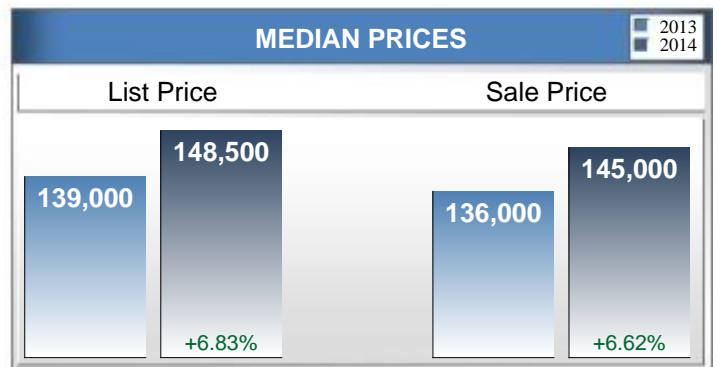 MEDIAN PRICES
2013
2014
List Price
Sale Price
139,000
148,500
+6.83%
136,000
145,000
+6.62%